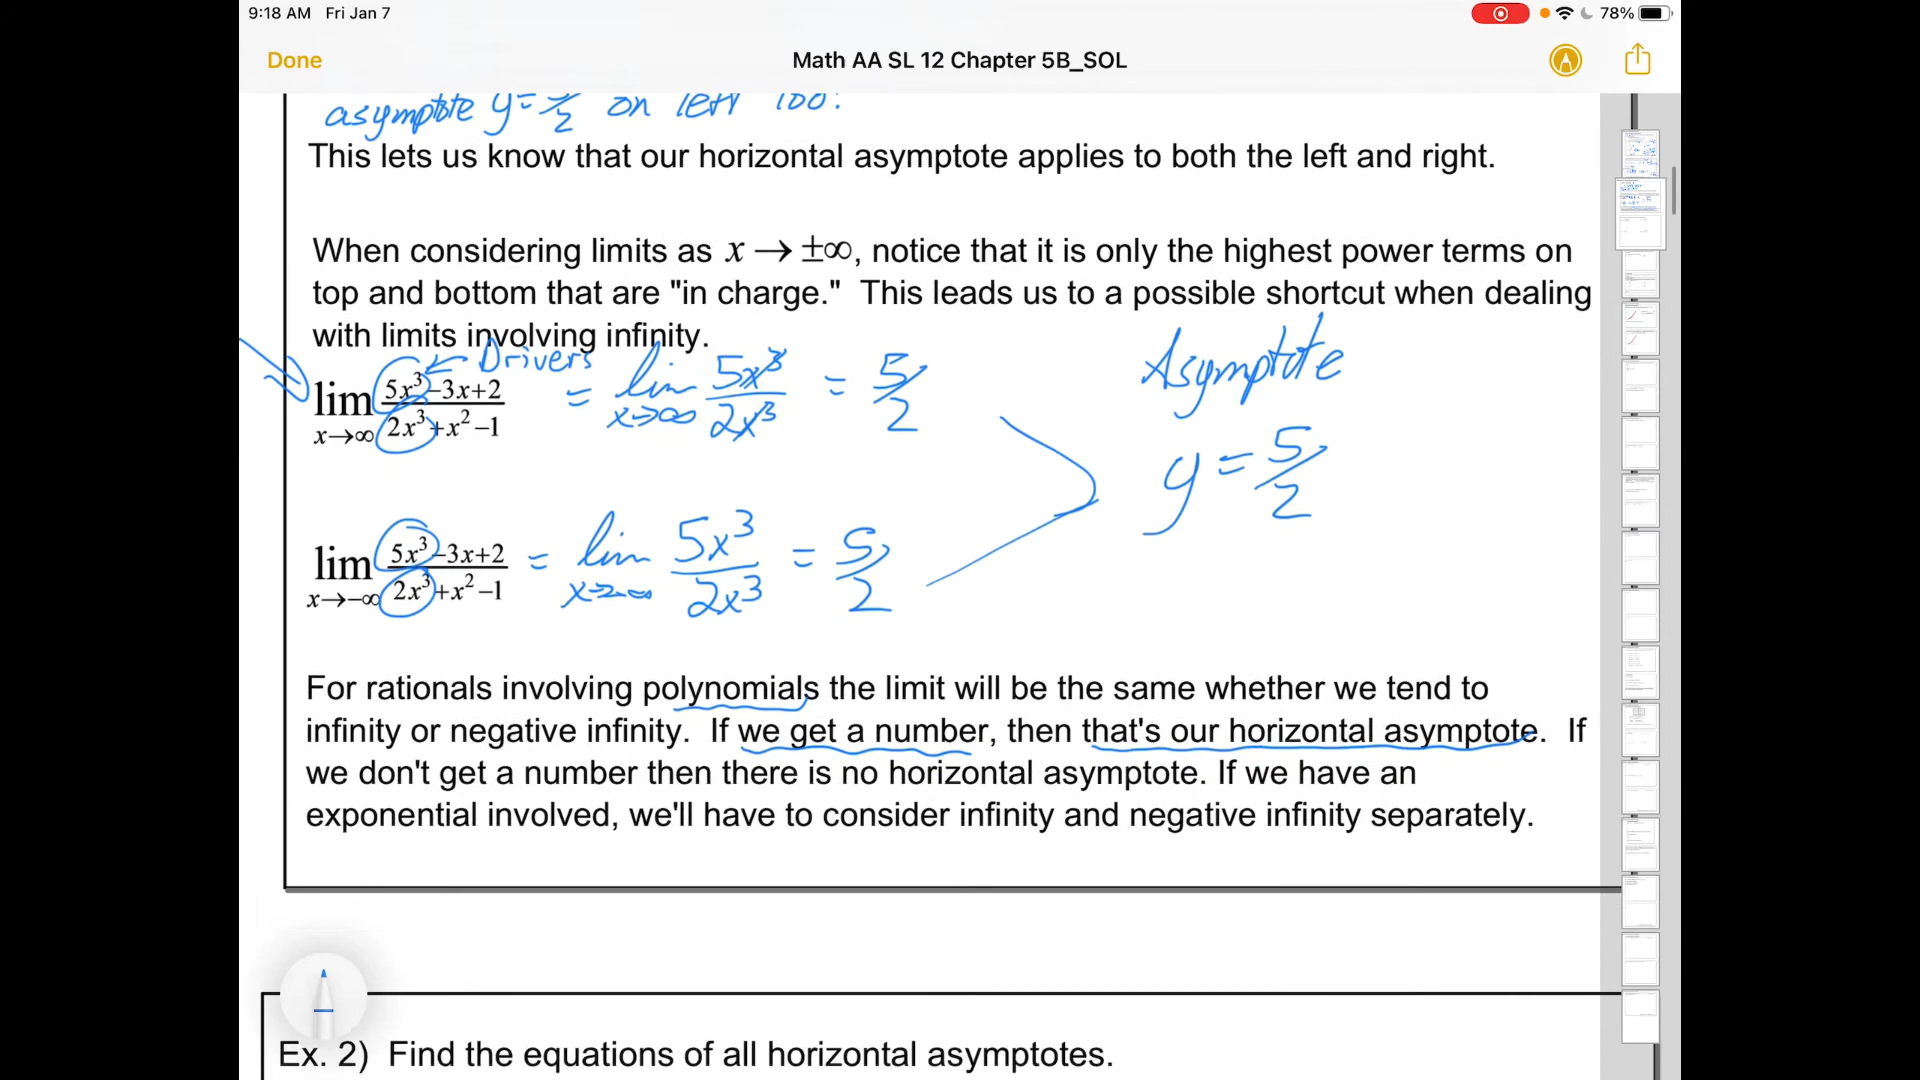 9:18 AM Fri Jan 7
78%
Done
Math AA SL 12 Chapter 5B_SOL
asymptote y = 5/2 on left too!
This lets us know that our horizontal asymptote applies to both the left and right.
When considering limits as x → ±∞, notice that it is only the highest power terms on
top and bottom that are "in charge." This leads us to a possible shortcut when dealing
with limits involving infinity.
← Drivers
lim x→∞ (5x³−3x+2)/(2x³+x²−1) = lim x→∞ 5x³/2x³ = 5/2
Asymptote
y = 5/2
lim x→−∞ (5x³−3x+2)/(2x³+x²−1) = lim x→−∞ 5x³/2x³ = 5/2
For rationals involving polynomials the limit will be the same whether we tend to
infinity or negative infinity. If we get a number, then that's our horizontal asymptote. If
we don't get a number then there is no horizontal asymptote. If we have an
exponential involved, we'll have to consider infinity and negative infinity separately.
Ex. 2) Find the equations of all horizontal asymptotes.